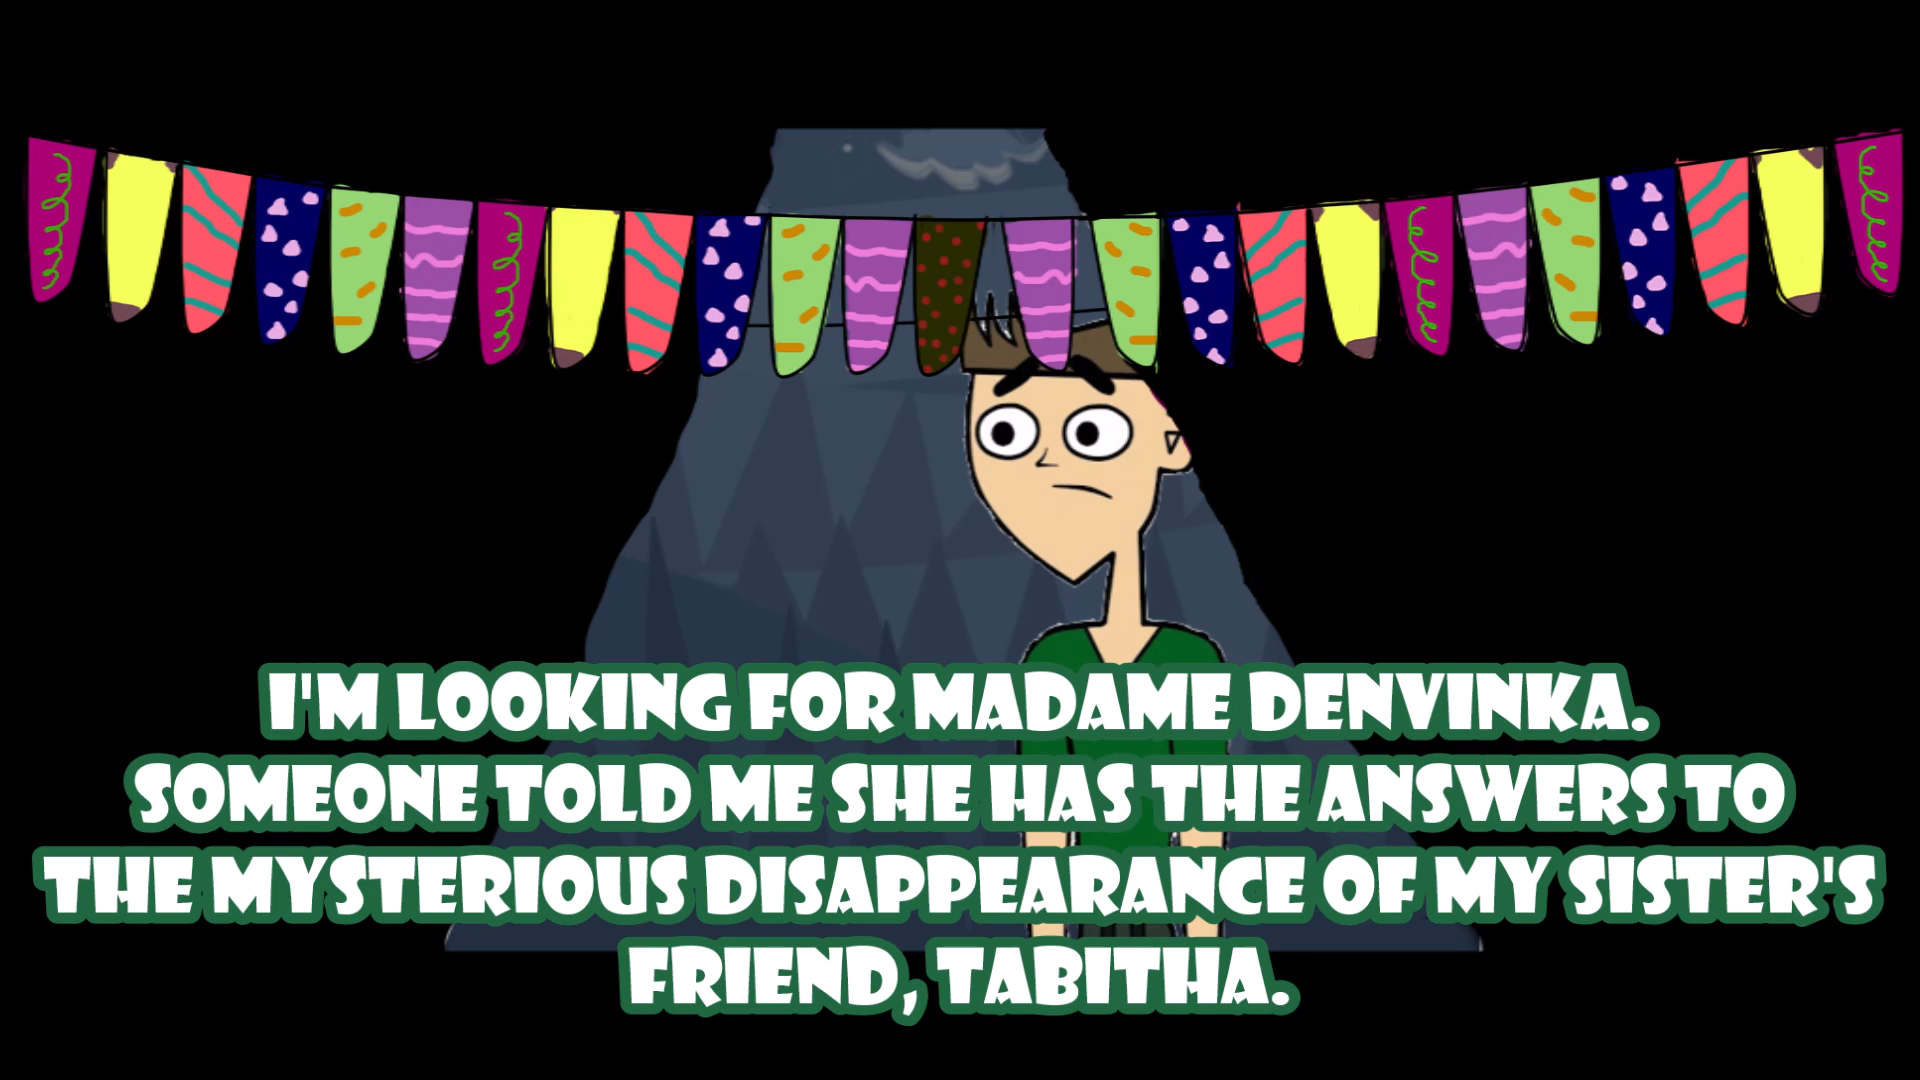 I'M LOOKING FOR MADAME DENVINKA.
SOMEONE TOLD ME SHE HAS THE ANSWERS TO
THE MYSTERIOUS DISAPPEARANCE OF MY SISTER'S
FRIEND, TABITHA.